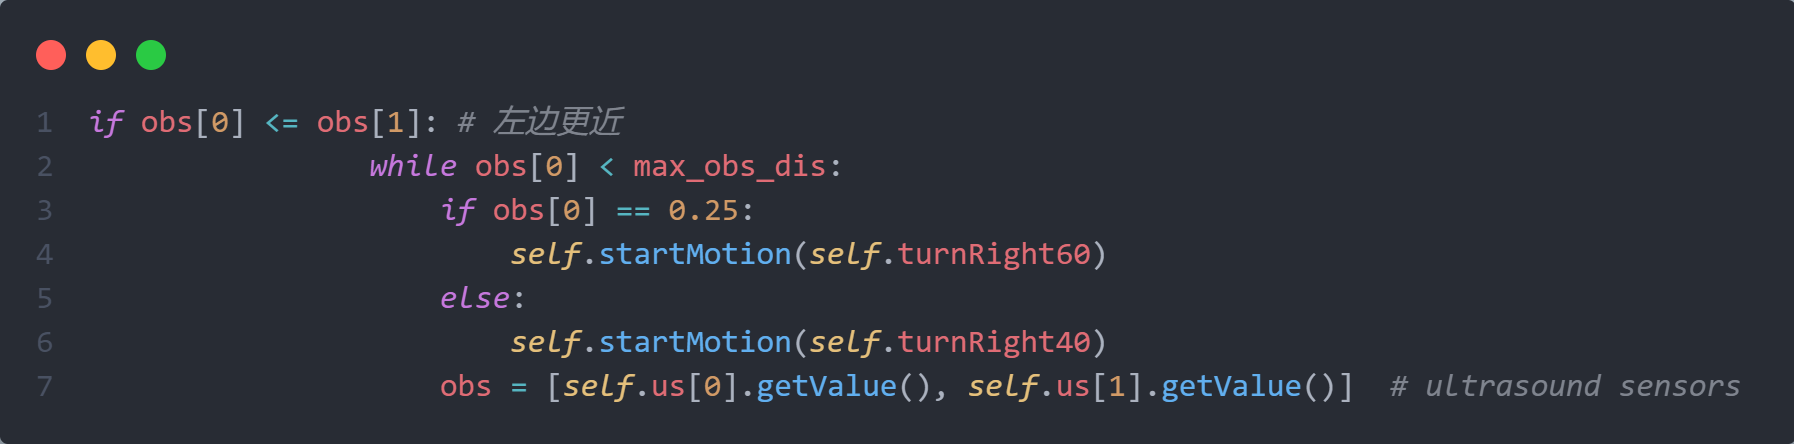 1 if obs[0] <= obs[1]: # 左边更近
2 while obs[0] < max_obs_dis:
3 if obs[0] == 0.25:
4 self.startMotion(self.turnRight60)
5 else:
6 self.startMotion(self.turnRight40)
7 obs = [self.us[0].getValue(), self.us[1].getValue()] # ultrasound sensors